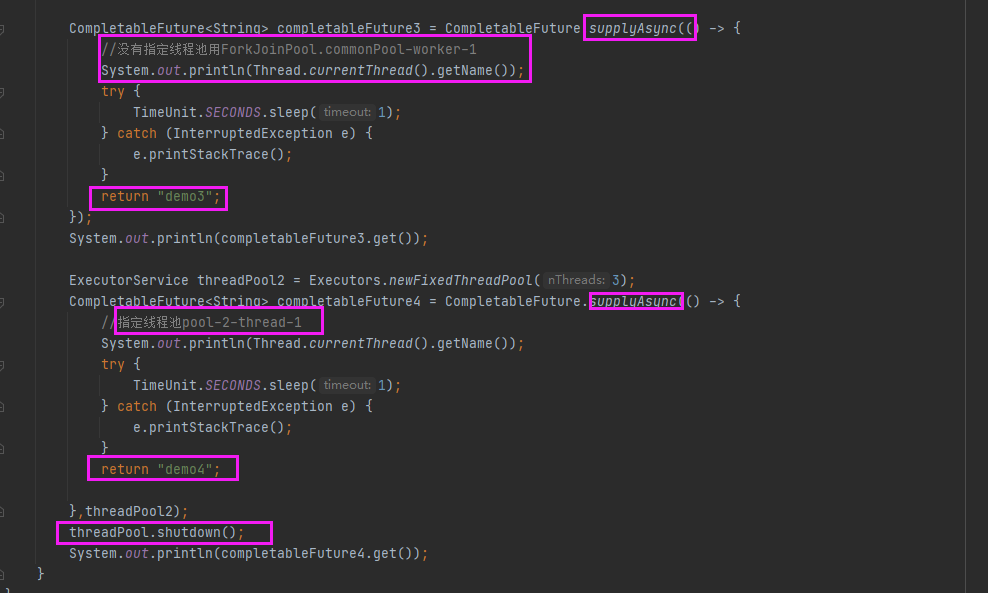 CompletableFuture<String> completableFuture3 = CompletableFuture.supplyAsync(() -> {
//没有指定线程池用ForkJoinPool.commonPool-worker-1
System.out.println(Thread.currentThread().getName());
try {
TimeUnit.SECONDS.sleep( timeout: 1);
} catch (InterruptedException e) {
e.printStackTrace();
}
return "demo3";
});
System.out.println(completableFuture3.get());
ExecutorService threadPool2 = Executors.newFixedThreadPool( nThreads: 3);
CompletableFuture<String> completableFuture4 = CompletableFuture.supplyAsync(() -> {
//指定线程池pool-2-thread-1
System.out.println(Thread.currentThread().getName());
try {
TimeUnit.SECONDS.sleep( timeout: 1);
} catch (InterruptedException e) {
e.printStackTrace();
}
return "demo4";
},threadPool2);
threadPool.shutdown();
System.out.println(completableFuture4.get());
}